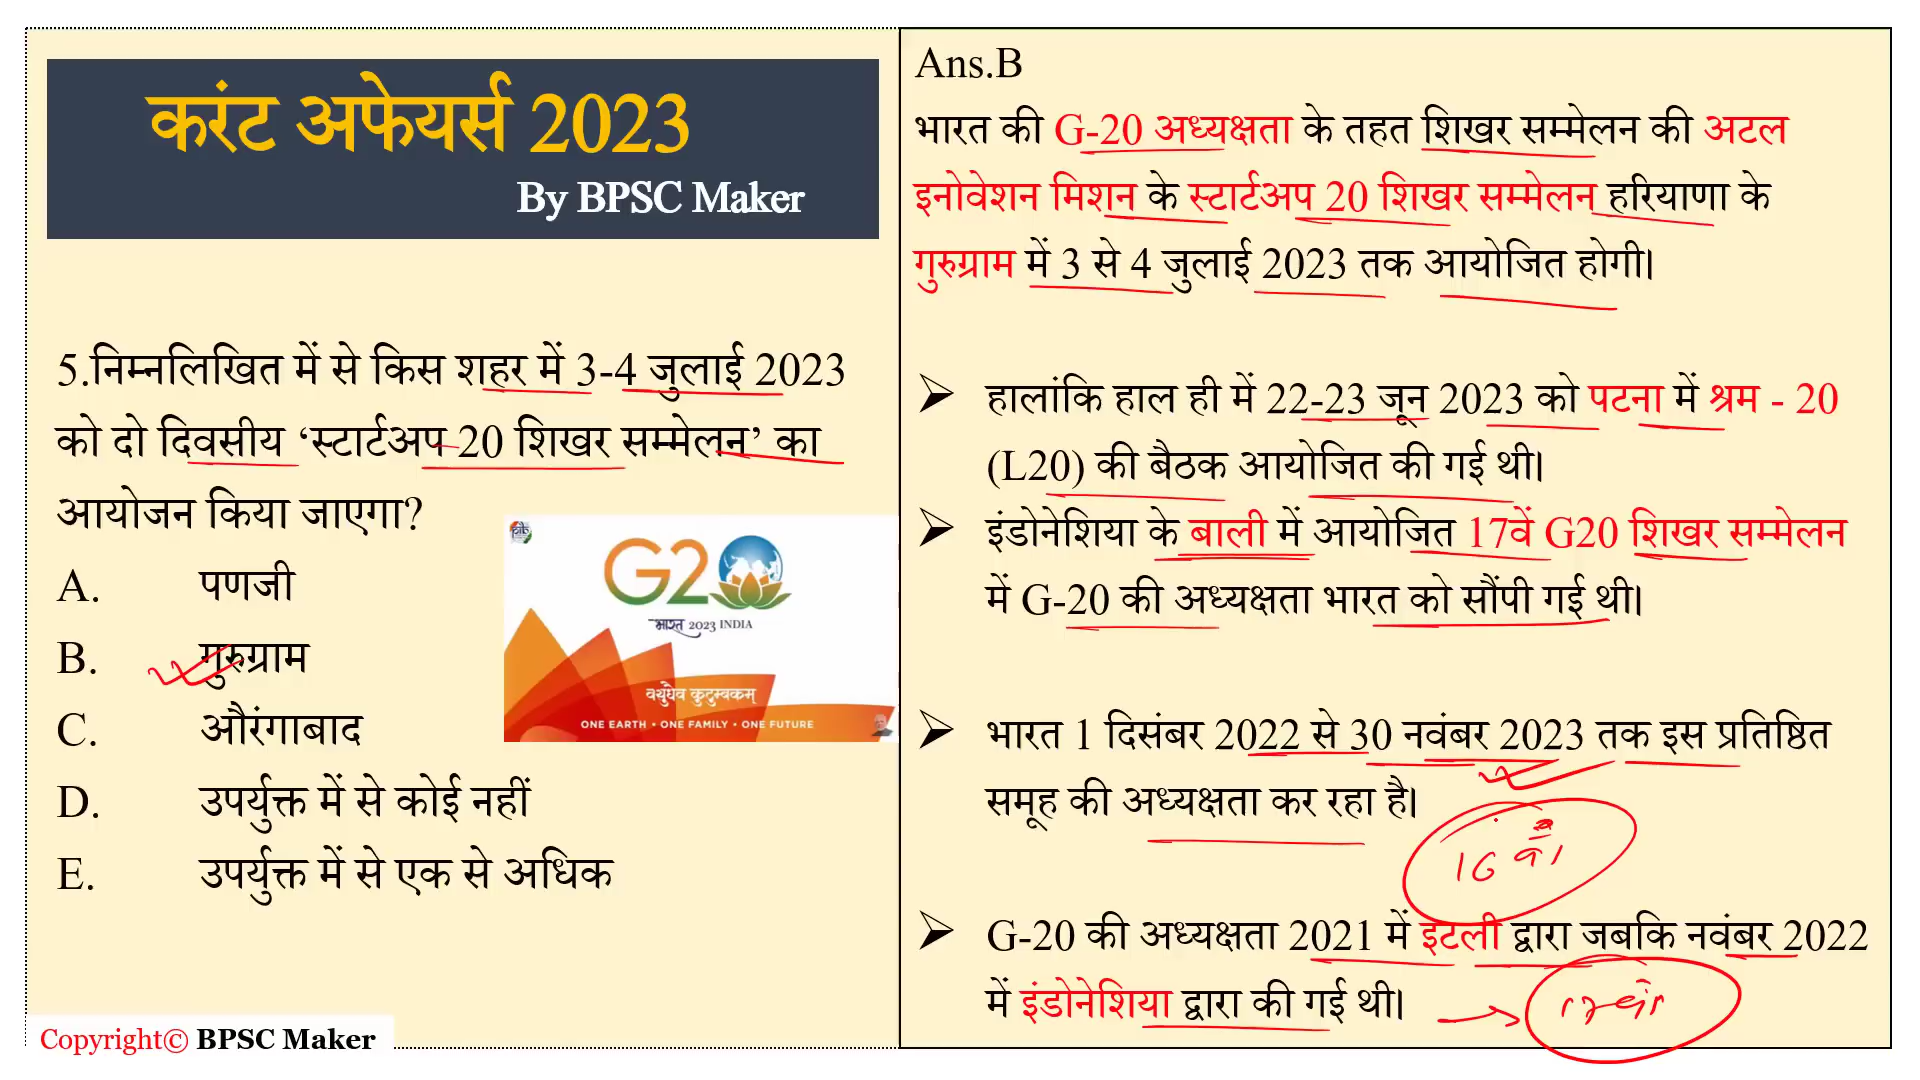 करंट अफेयर्स 2023
By BPSC Maker
5.निम्नलिखित में से किस शहर में 3-4 जुलाई 2023
को दो दिवसीय ‘स्टार्टअप 20 शिखर सम्मेलन’ का
आयोजन किया जाएगा?
A. पणजी
B. गुरुग्राम
C. औरंगाबाद
D. उपर्युक्त में से कोई नहीं
E. उपर्युक्त में से एक से अधिक
G20
भारत 2023 INDIA
वसुधैव कुटुम्बकम्
ONE EARTH • ONE FAMILY • ONE FUTURE
Copyright© BPSC Maker
Ans.B
भारत की G-20 अध्यक्षता के तहत शिखर सम्मेलन की अटल
इनोवेशन मिशन के स्टार्टअप 20 शिखर सम्मेलन हरियाणा के
गुरुग्राम में 3 से 4 जुलाई 2023 तक आयोजित होगी।
➢ हालांकि हाल ही में 22-23 जून 2023 को पटना में श्रम - 20
(L20) की बैठक आयोजित की गई थी।
➢ इंडोनेशिया के बाली में आयोजित 17वें G20 शिखर सम्मेलन
में G-20 की अध्यक्षता भारत को सौंपी गई थी।
➢ भारत 1 दिसंबर 2022 से 30 नवंबर 2023 तक इस प्रतिष्ठित
समूह की अध्यक्षता कर रहा है।
16 वां
➢ G-20 की अध्यक्षता 2021 में इटली द्वारा जबकि नवंबर 2022
में इंडोनेशिया द्वारा की गई थी।